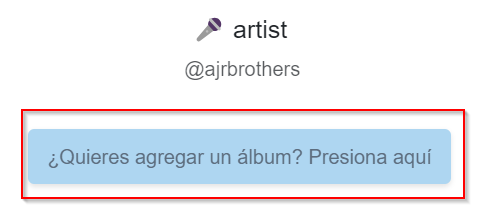 🎤 artist
@ajrbrothers
¿Quieres agregar un álbum? Presiona aquí